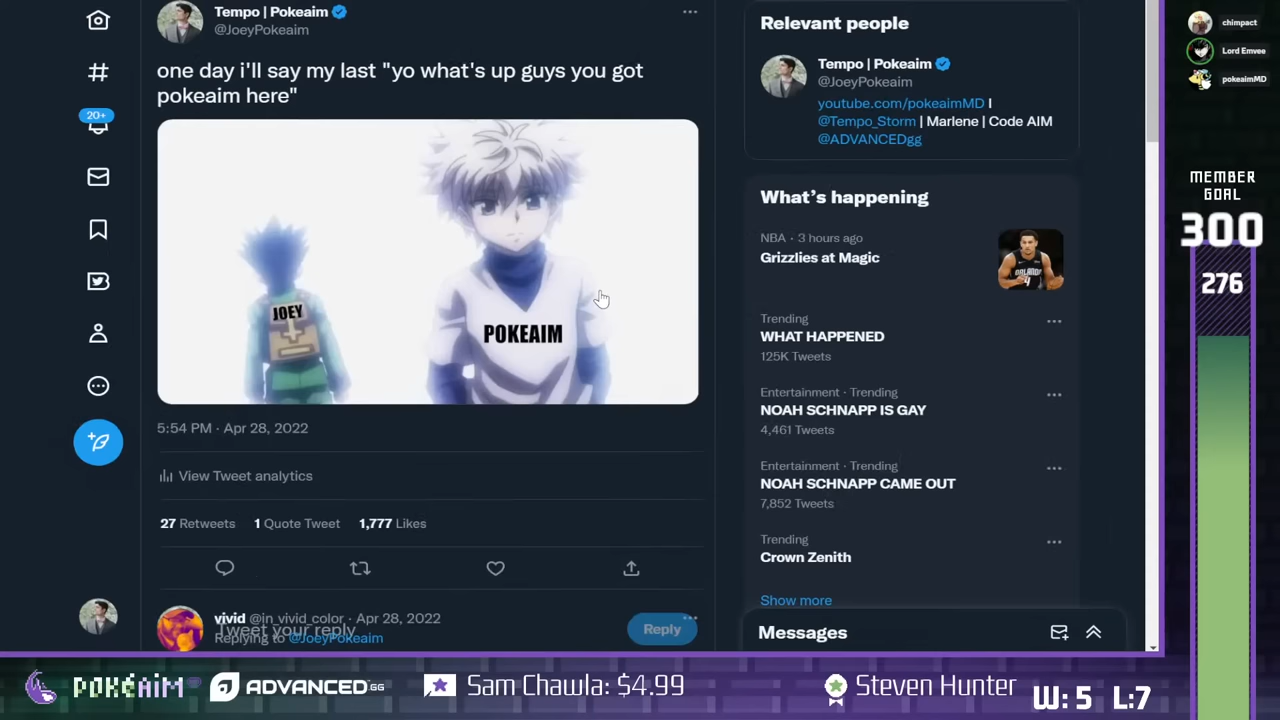 Tempo | Pokeaim
@JoeyPokeaim
one day i'll say my last "yo what's up guys you got
pokeaim here"
JOEY
POKEAIM
5:54 PM · Apr 28, 2022
View Tweet analytics
27 Retweets 1 Quote Tweet 1,777 Likes
vivid @in_vivid_color · Apr 28, 2022
Replying to @JoeyPokeaim
Tweet your reply
Reply
20+
Relevant people
Tempo | Pokeaim
@JoeyPokeaim
youtube.com/pokeaimMD |
@Tempo_Storm | Marlene | Code AIM
@ADVANCEDgg
What's happening
NBA · 3 hours ago
Grizzlies at Magic
Trending
WHAT HAPPENED
125K Tweets
Entertainment · Trending
NOAH SCHNAPP IS GAY
4,461 Tweets
Entertainment · Trending
NOAH SCHNAPP CAME OUT
7,852 Tweets
Trending
Crown Zenith
Show more
Messages
chimpact
Lord Emvee
pokeaimMD
MEMBER
GOAL
300
276
POKÉAIM
ADVANCED.GG
Sam Chawla: $4.99
Steven Hunter
W: 5 L: 7